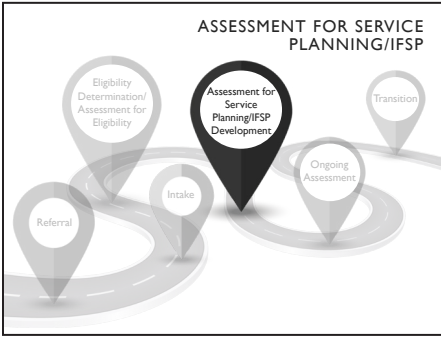 ASSESSMENT FOR SERVICE
PLANNING/IFSP
Eligibility
Determination/
Assessment for
Eligibility
Assessment for
Service
Planning/IFSP
Development
Transition
Ongoing
Assessment
Intake
Referral